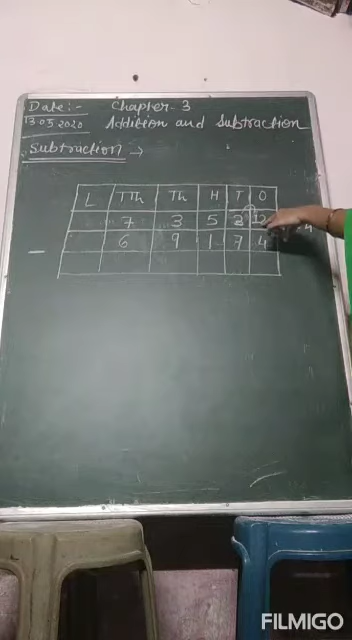 Date:- Chapter-3
13.05.2020 Addition and Subtraction
Subtraction →
L TTh Th H T O
7 3 5 2 12
- 6 9 1 7 4
FILMIGO